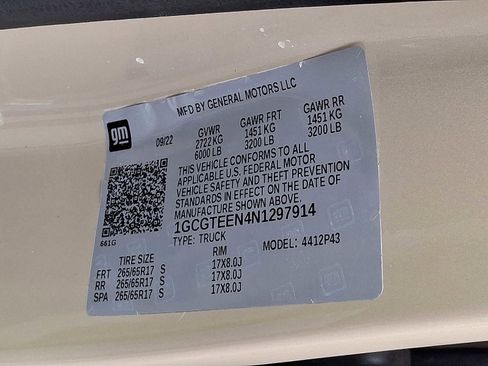 MFD BY GENERAL MOTORS LLC
gm
09/22 GVWR GAWR FRT GAWR RR
2722 KG 1451 KG 1451 KG
6000 LB 3200 LB 3200 LB
THIS VEHICLE CONFORMS TO ALL
APPLICABLE U.S. FEDERAL MOTOR
VEHICLE SAFETY AND THEFT PREVENTION
STANDARDS IN EFFECT ON THE DATE OF
MANUFACTURE SHOWN ABOVE.
1GCGTEEN4N1297914
661G TYPE: TRUCK MODEL: 4412P43
TIRE SIZE RIM
FRT 265/65R17 S 17X8.0J
RR 265/65R17 S 17X8.0J
SPA 265/65R17 S 17X8.0J